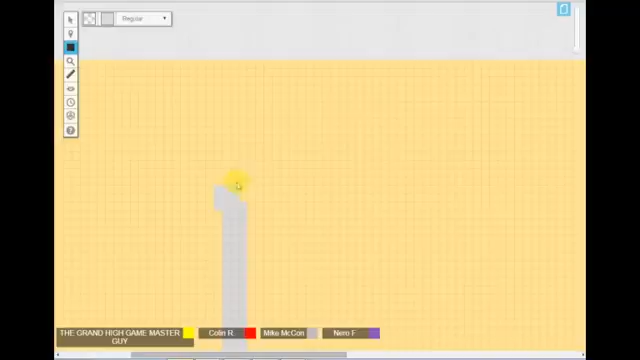 Regular
THE GRAND HIGH GAME MASTER
GUY
Colin R.
Mike McCon
Nero F